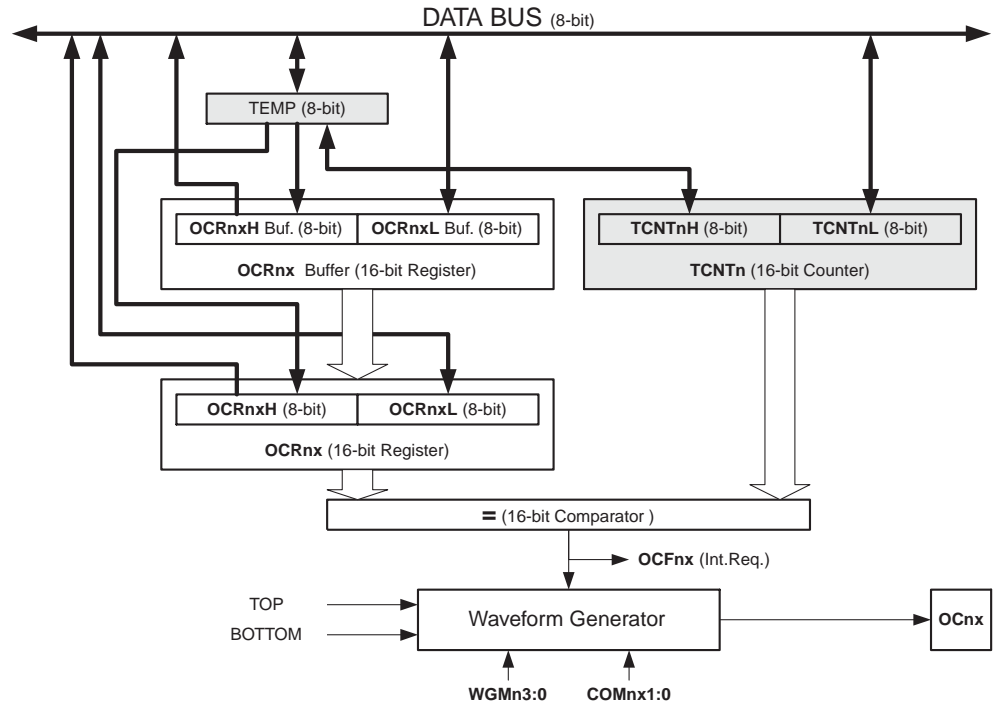 DATA BUS (8-bit)
TEMP (8-bit)
OCRnxH Buf. (8-bit) OCRnxL Buf. (8-bit)
OCRnx Buffer (16-bit Register)
TCNTnH (8-bit) TCNTnL (8-bit)
TCNTn (16-bit Counter)
OCRnxH (8-bit) OCRnxL (8-bit)
OCRnx (16-bit Register)
= (16-bit Comparator )
OCFnx (Int.Req.)
TOP
BOTTOM
Waveform Generator
OCnx
WGMn3:0 COMnx1:0